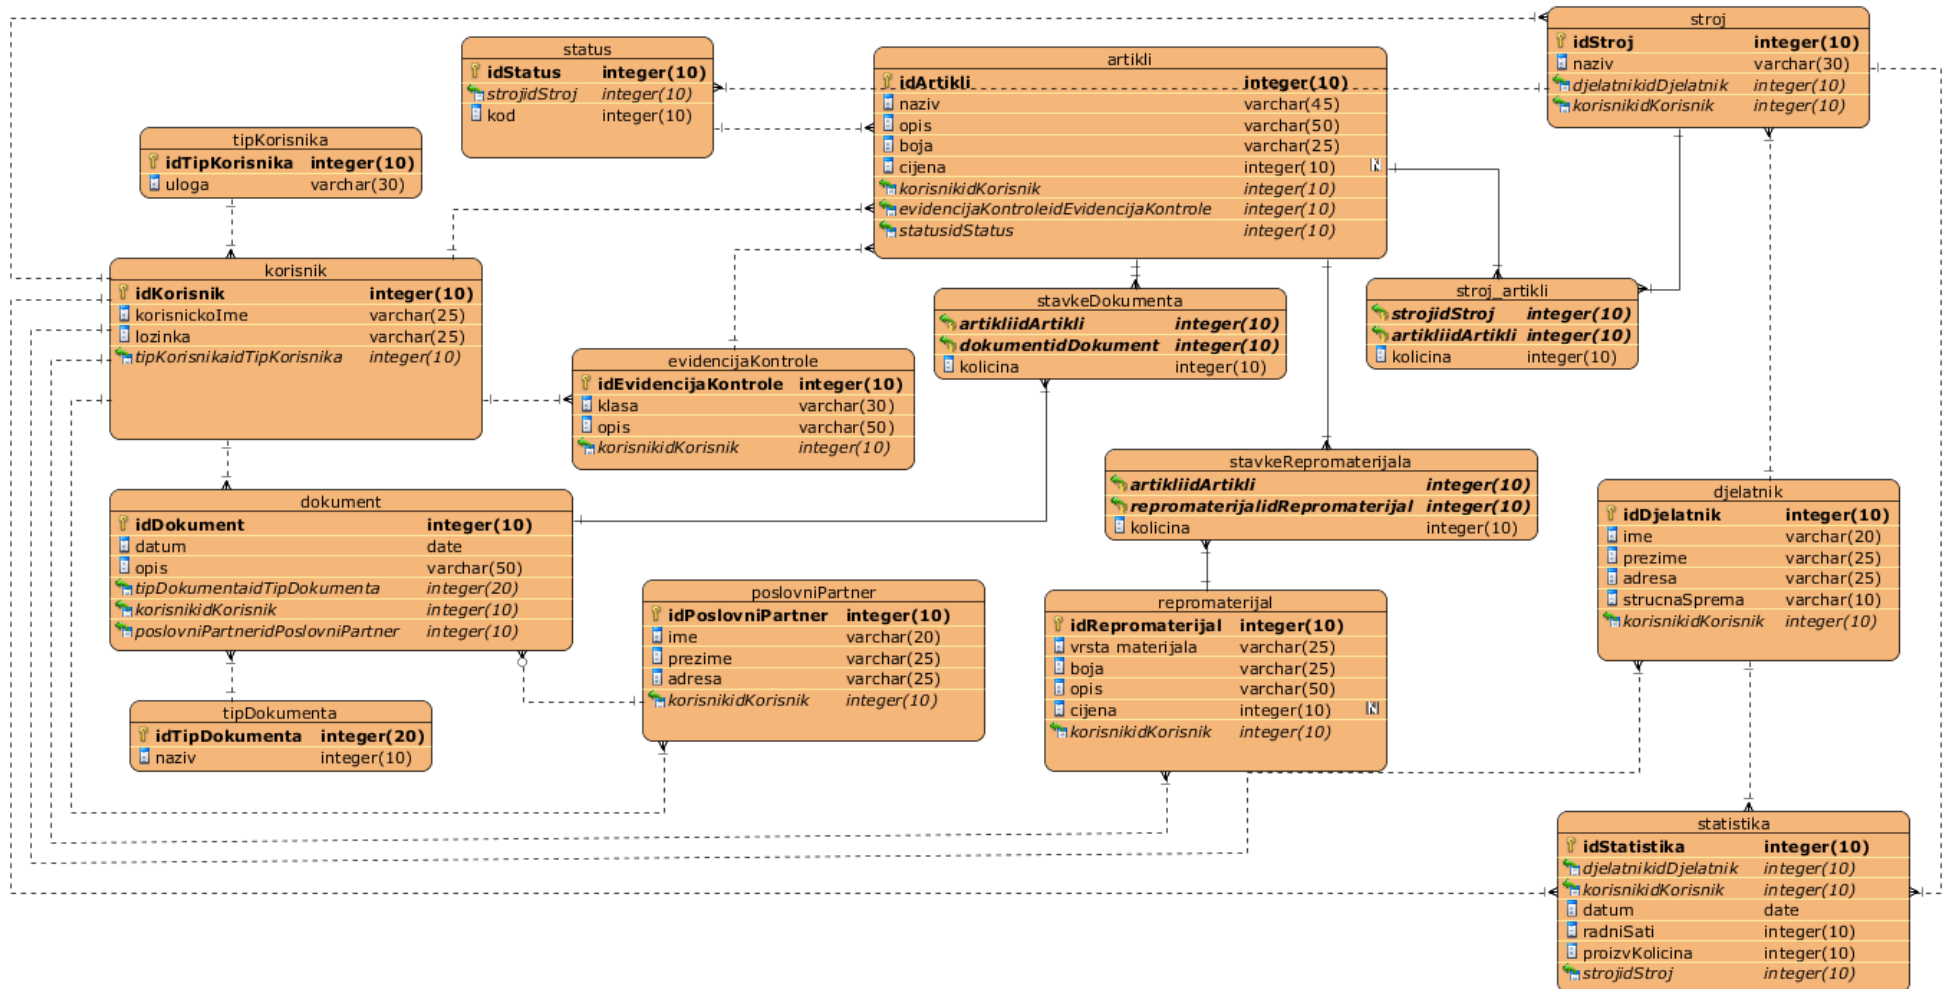 stroj
idStroj integer(10)
naziv varchar(30)
djelatnikidDjelatnik integer(10)
korisnikidKorisnik integer(10)
status
idStatus integer(10)
strojidStroj integer(10)
kod integer(10)
artikli
idArtikli integer(10)
naziv varchar(45)
opis varchar(50)
boja varchar(25)
cijena integer(10) N
korisnikidKorisnik integer(10)
evidencijaKontroleidEvidencijaKontrole integer(10)
statusidStatus integer(10)
tipKorisnika
idTipKorisnika integer(10)
uloga varchar(30)
korisnik
idKorisnik integer(10)
korisnickoIme varchar(25)
lozinka varchar(25)
tipKorisnikaidTipKorisnika integer(10)
stavkeDokumenta
artikliidArtikli integer(10)
dokumentidDokument integer(10)
kolicina integer(10)
stroj_artikli
strojidStroj integer(10)
artikliidArtikli integer(10)
kolicina integer(10)
evidencijaKontrole
idEvidencijaKontrole integer(10)
klasa varchar(30)
opis varchar(50)
korisnikidKorisnik integer(10)
stavkeRepromaterijala
artikliidArtikli integer(10)
repromaterijalidRepromaterijal integer(10)
kolicina integer(10)
djelatnik
idDjelatnik integer(10)
ime varchar(20)
prezime varchar(25)
adresa varchar(25)
strucnaSprema varchar(10)
korisnikidKorisnik integer(10)
dokument
idDokument integer(10)
datum date
opis varchar(50)
tipDokumentaidTipDokumenta integer(20)
korisnikidKorisnik integer(10)
poslovniPartneridPoslovniPartner integer(10)
poslovniPartner
idPoslovniPartner integer(10)
ime varchar(20)
prezime varchar(25)
adresa varchar(25)
korisnikidKorisnik integer(10)
repromaterijal
idRepromaterijal integer(10)
vrsta materijala varchar(25)
boja varchar(25)
opis varchar(50)
cijena integer(10) N
korisnikidKorisnik integer(10)
tipDokumenta
idTipDokumenta integer(20)
naziv integer(10)
statistika
idStatistika integer(10)
djelatnikidDjelatnik integer(10)
korisnikidKorisnik integer(10)
datum date
radniSati integer(10)
proizvKolicina integer(10)
strojidStroj integer(10)